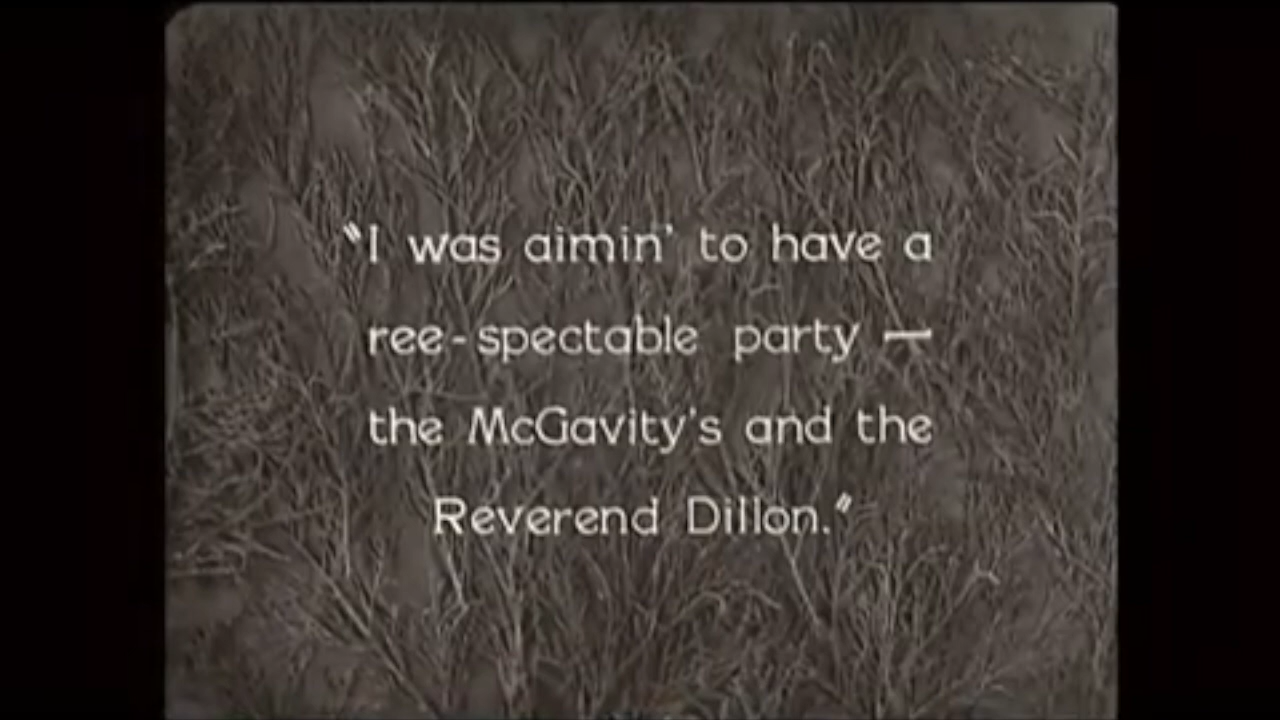 "I was aimin' to have a
ree-spectable party —
the McGavity's and the
Reverend Dillon."